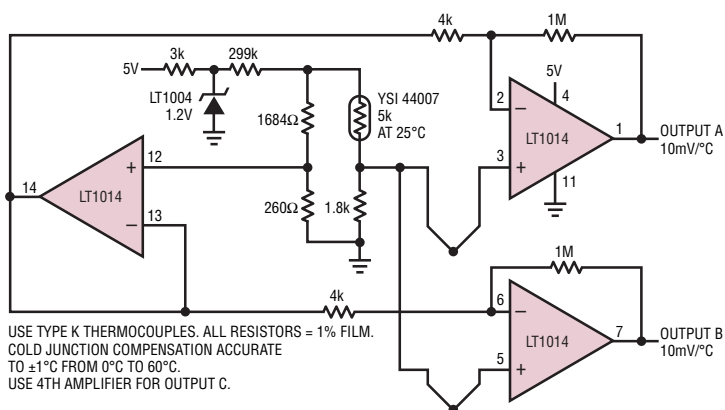 4k
1M
5V
3k
299k
LT1004
1.2V
1684Ω
YSI 44007
5k
AT 25°C
5V
2
4
LT1014
1
OUTPUT A
10mV/°C
3
11
12
14
LT1014
13
260Ω
1.8k
1M
4k
6
LT1014
7
OUTPUT B
10mV/°C
5
USE TYPE K THERMOCOUPLES. ALL RESISTORS = 1% FILM.
COLD JUNCTION COMPENSATION ACCURATE
TO ±1°C FROM 0°C TO 60°C.
USE 4TH AMPLIFIER FOR OUTPUT C.